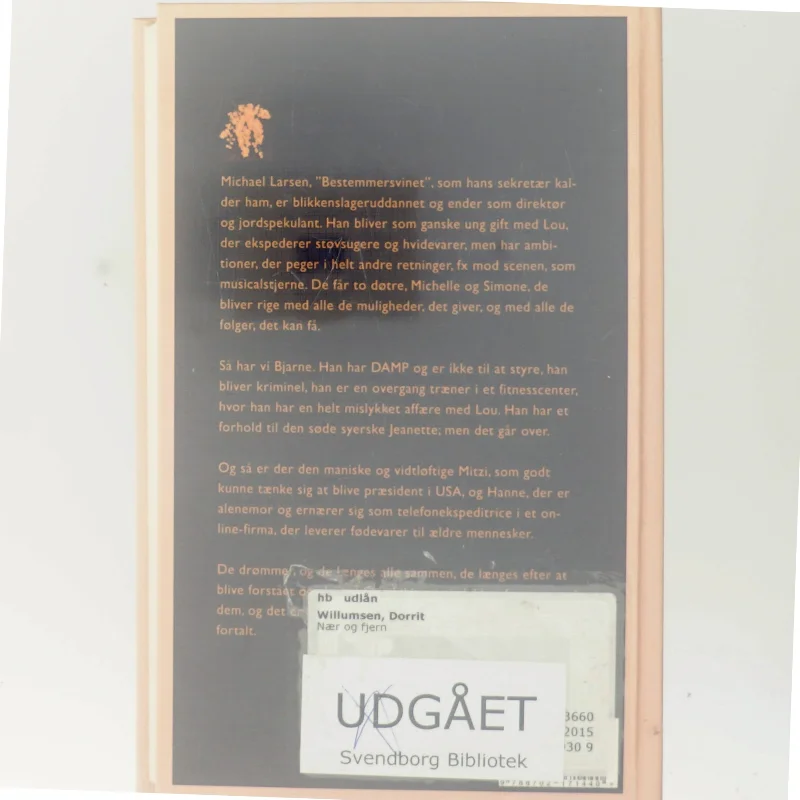 Michael Larsen, "Bestemmersvinet", som hans sekretær kal-
der ham, er blikkenslageruddannet og ender som direktør
og jordspekulant. Han bliver som ganske ung gift med Lou,
der ekspederer støvsugere og hvidevarer, men har ambi-
tioner, der peger i helt andre retninger, fx mod scenen, som
musicalstjerne. De får to døtre, Michelle og Simone, de
bliver rige med alle de muligheder, det giver, og med alle de
følger, det kan få.
Så har vi Bjarne. Han har DAMP og er ikke til at styre, han
bliver kriminel, han er en overgang træner i et fitnesscenter,
hvor han har en helt mislykket affære med Lou. Han har et
forhold til den søde syerske Jeanette, men det går over.
Og så er der den maniske og vidtløftige Mitzi, som godt
kunne tænke sig at blive præsident i USA, og Hanne, der er
alenemor og ernærer sig som telefonekspeditrice i et on-
line-firma, der leverer fødevarer til ældre mennesker.
De drømmer, og de længes alle sammen, de længes efter at
blive forstået
dem, og det
fortalt.
hb udlån
Willumsen, Dorrit
Nær og fjern
3660
2015
030 9
UDGÅET
Svendborg Bibliotek